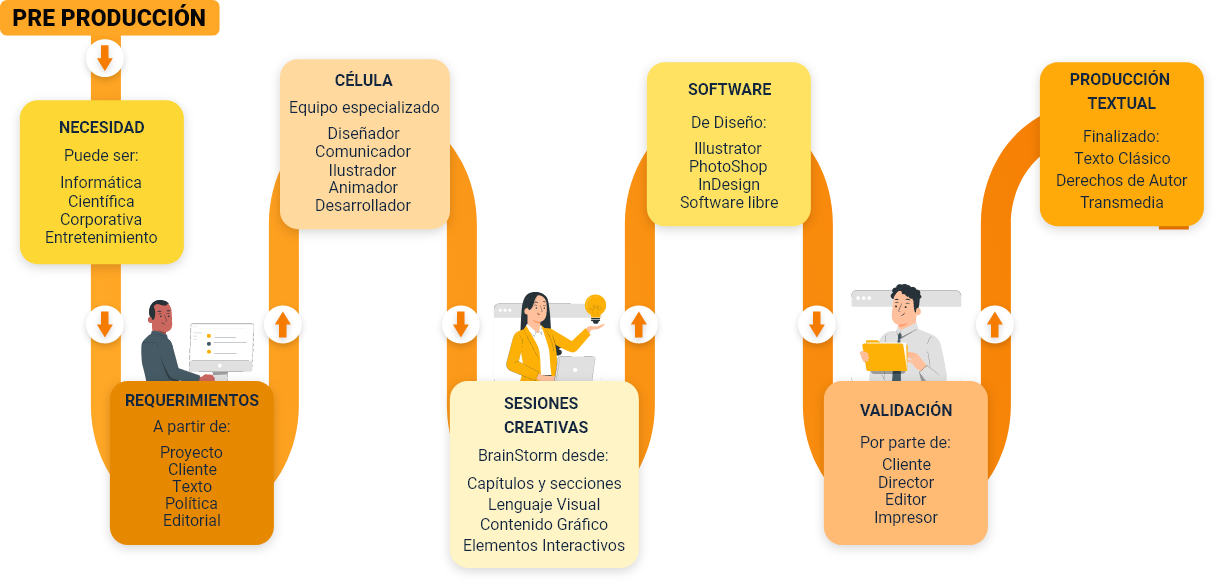 PRE PRODUCCIÓN
NECESIDAD
Puede ser:
Informática
Científica
Corporativa
Entretenimiento
REQUERIMIENTOS
A partir de:
Proyecto
Cliente
Texto
Política
Editorial
CÉLULA
Equipo especializado
Diseñador
Comunicador
Ilustrador
Animador
Desarrollador
SESIONES
CREATIVAS
BrainStorm desde:
Capítulos y secciones
Lenguaje Visual
Contenido Gráfico
Elementos Interactivos
SOFTWARE
De Diseño:
Illustrator
PhotoShop
InDesign
Software libre
VALIDACIÓN
Por parte de:
Cliente
Director
Editor
Impresor
PRODUCCIÓN
TEXTUAL
Finalizado:
Texto Clásico
Derechos de Autor
Transmedia